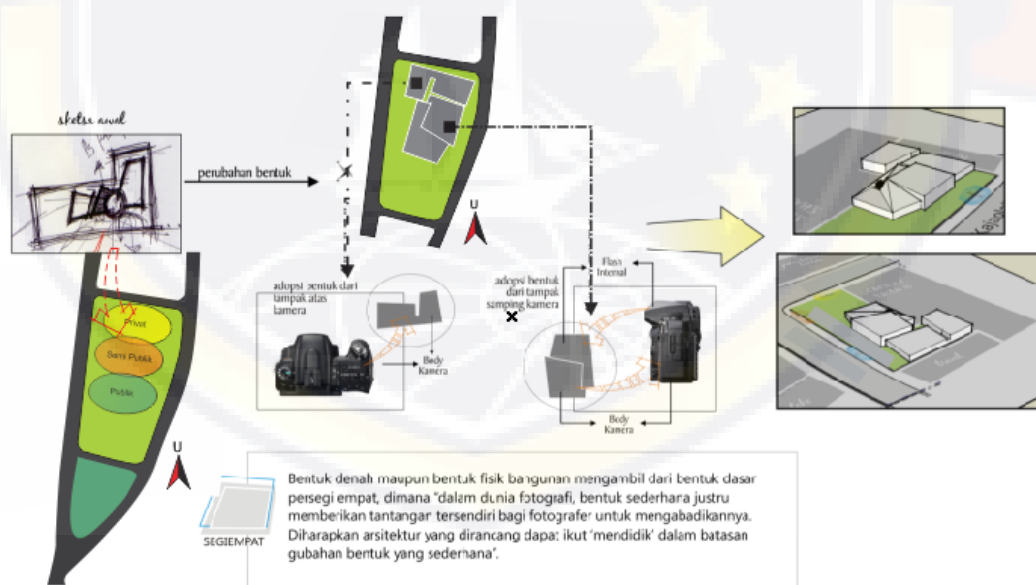 sketsa awal
perubahan bentuk
U
Privat
Semi Publik
Publik
U
adopsi bentuk dari
tampak atas
kamera
Body
Kamera
adopsi bentuk
dari tampak
samping kamera
Flash
Internal
Body
Kamera
SEGIEMPAT
Bentuk denah maupun bentuk fisik bangunan mengambil dari bentuk dasar
persegi empat, dimana "dalam dunia fotografi, bentuk sederhana justru
memberikan tantangan tersendiri bagi fotografer untuk mengabadikannya.
Diharapkan arsitektur yang dirancang dapat ikut 'mendidik' dalam batasan
gubahan bentuk yang sederhana".